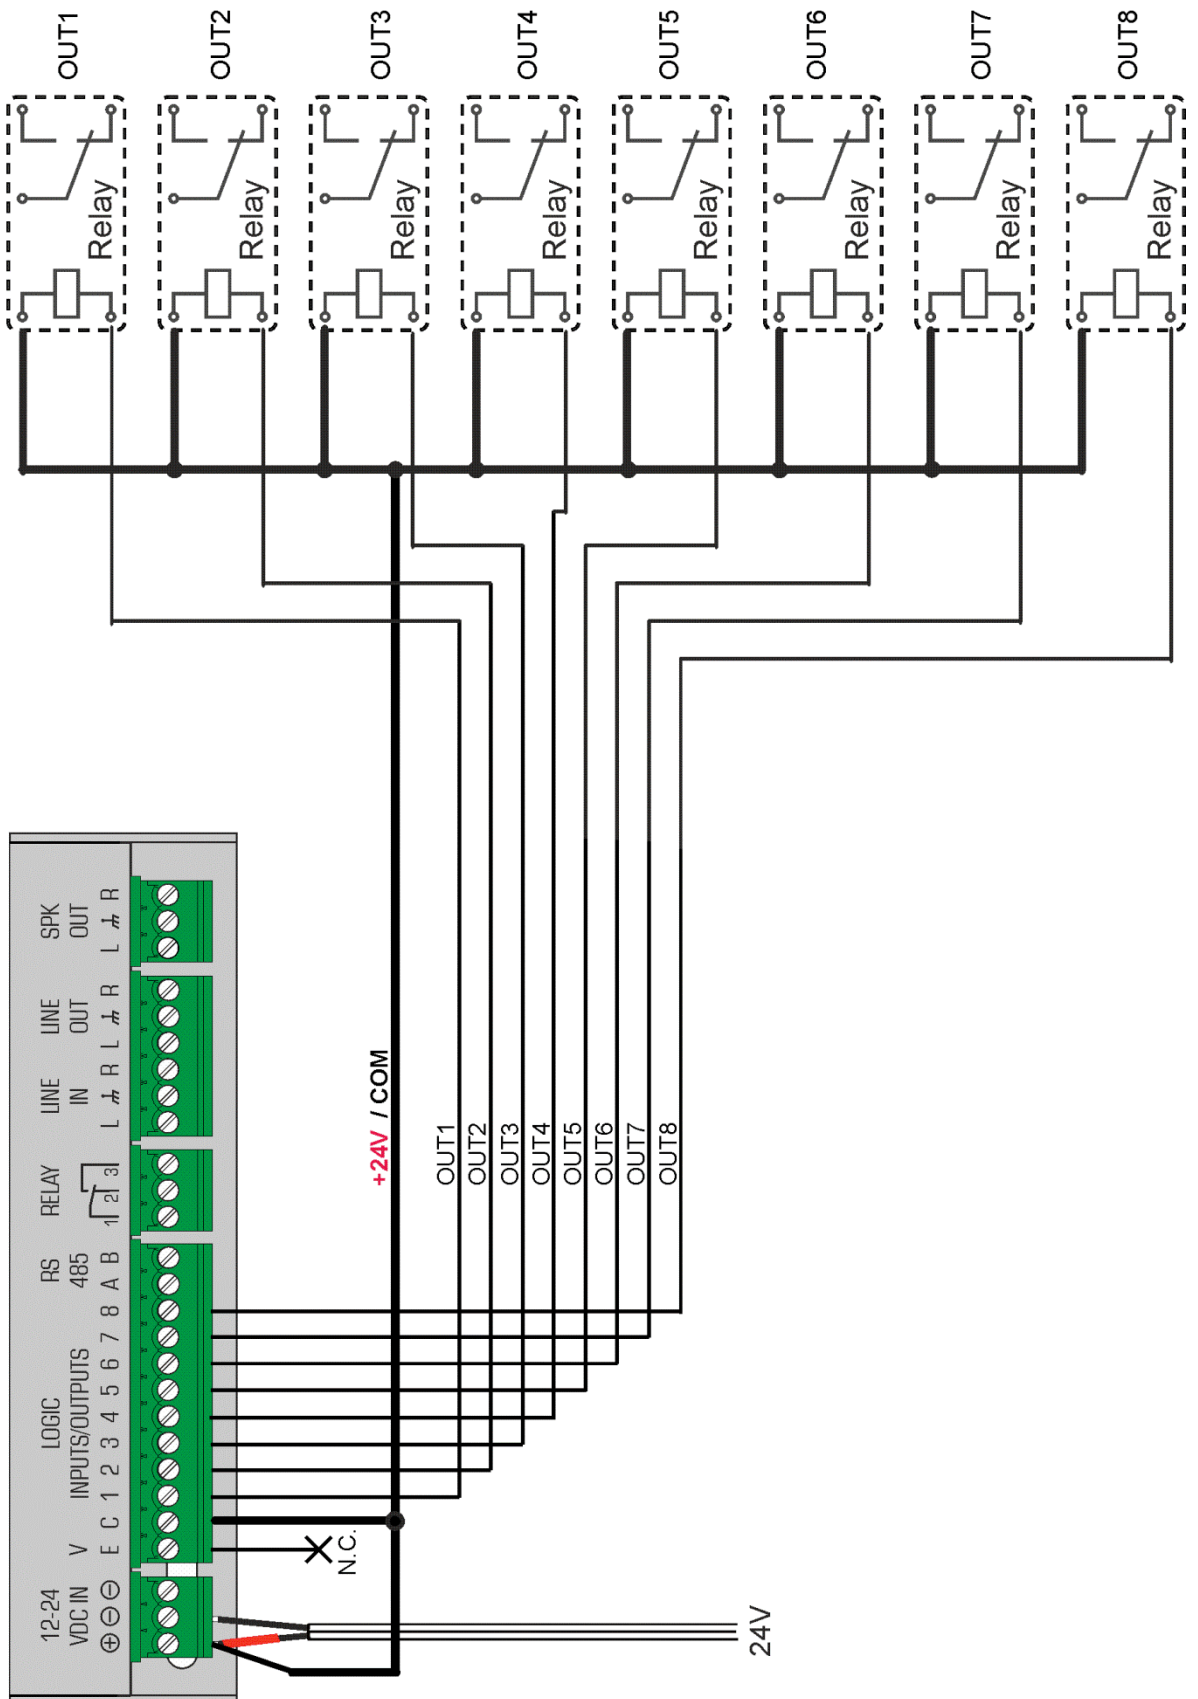 OUT1
OUT2
OUT3
OUT4
OUT5
OUT6
OUT7
OUT8
Relay
Relay
Relay
Relay
Relay
Relay
Relay
Relay
12-24
VDC IN
V
E C 1 2 3 4 5 6 7 8 A B
LOGIC
INPUTS/OUTPUTS
RS
485
RELAY
1 2 3
LINE
IN
L R
LINE
OUT
L R
SPK
OUT
L R
+24V / COM
OUT1
OUT2
OUT3
OUT4
OUT5
OUT6
OUT7
OUT8
N.C.
24V